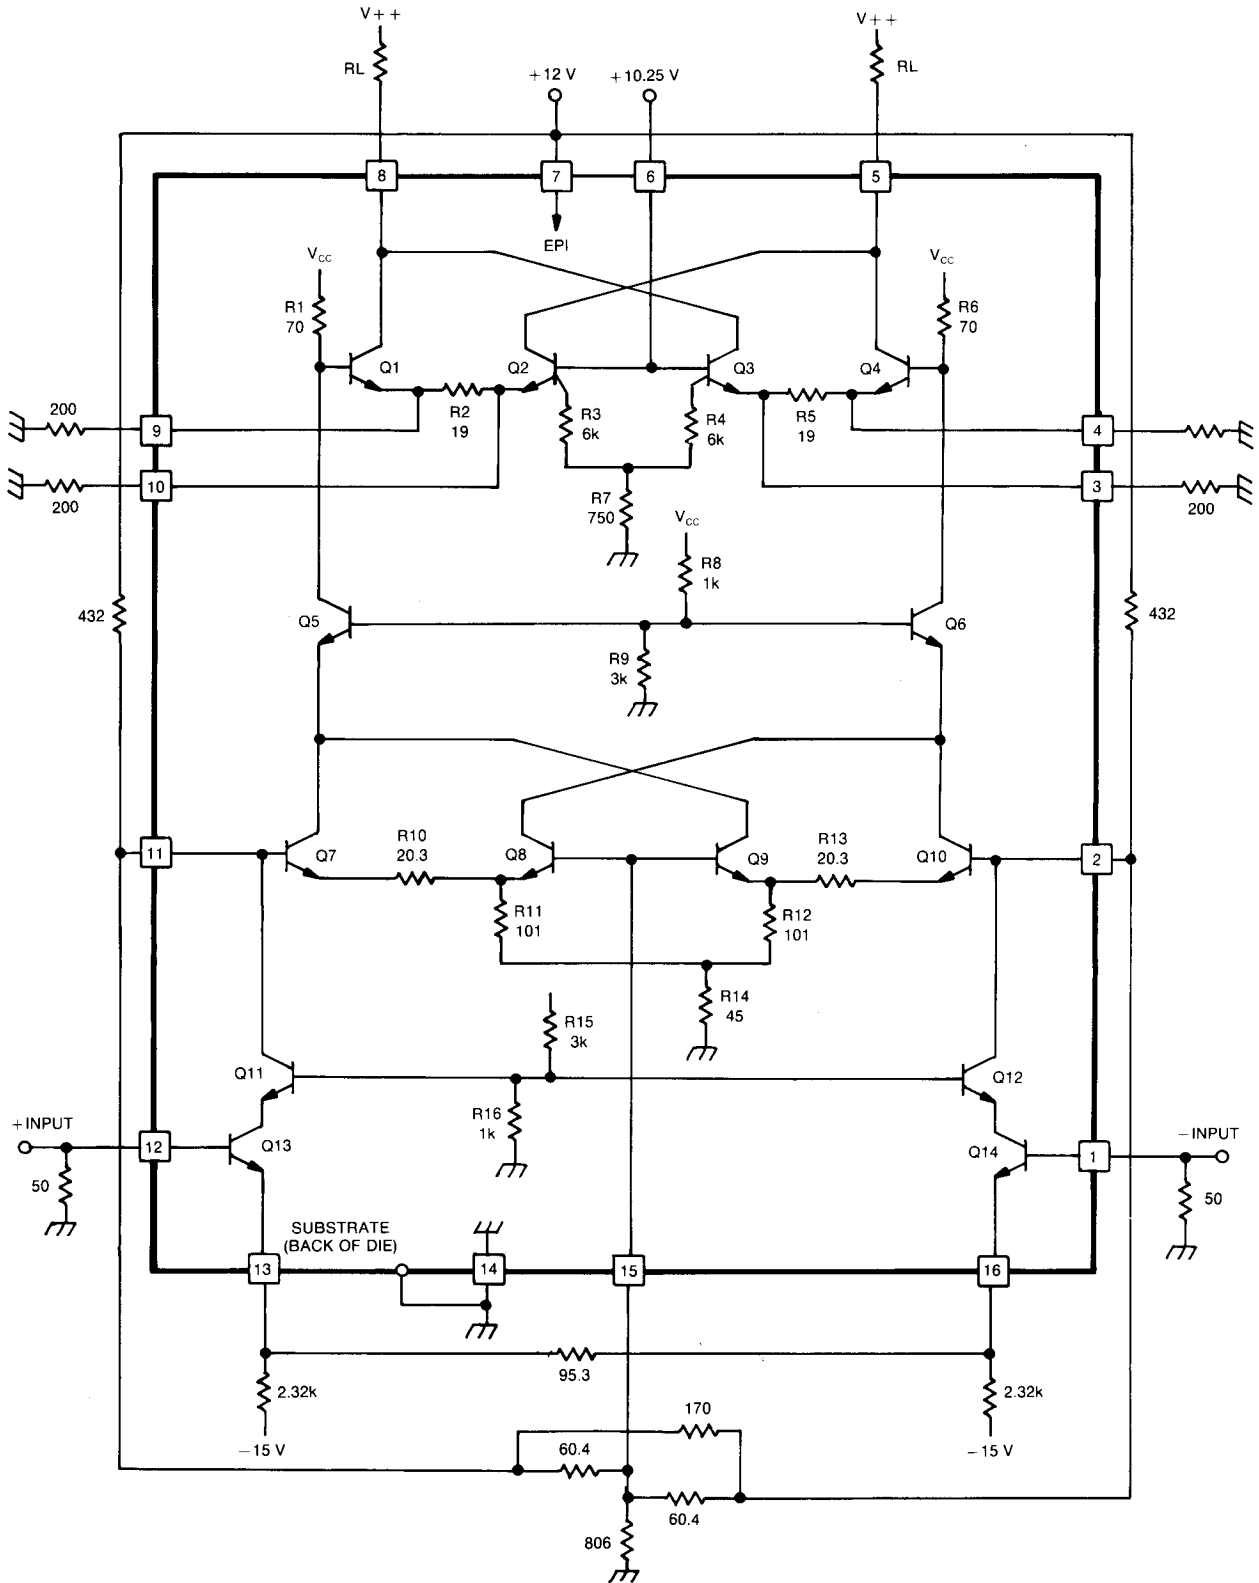 V++
V++
RL
RL
+12 V
+10.25 V
8
7
6
5
EPI
VCC
VCC
R1
70
R6
70
Q1
Q2
Q3
Q4
R2
19
R3
6k
R4
6k
R5
19
200
9
4
10
3
200
200
R7
750
VCC
R8
1k
432
Q5
Q6
432
R9
3k
R10
20.3
R13
20.3
11
Q7
Q8
Q9
Q10
2
R11
101
R12
101
R14
45
R15
3k
Q11
Q12
R16
1k
+INPUT
12
Q13
Q14
1
−INPUT
50
50
SUBSTRATE
(BACK OF DIE)
13
14
15
16
95.3
2.32k
2.32k
−15 V
−15 V
170
60.4
60.4
806